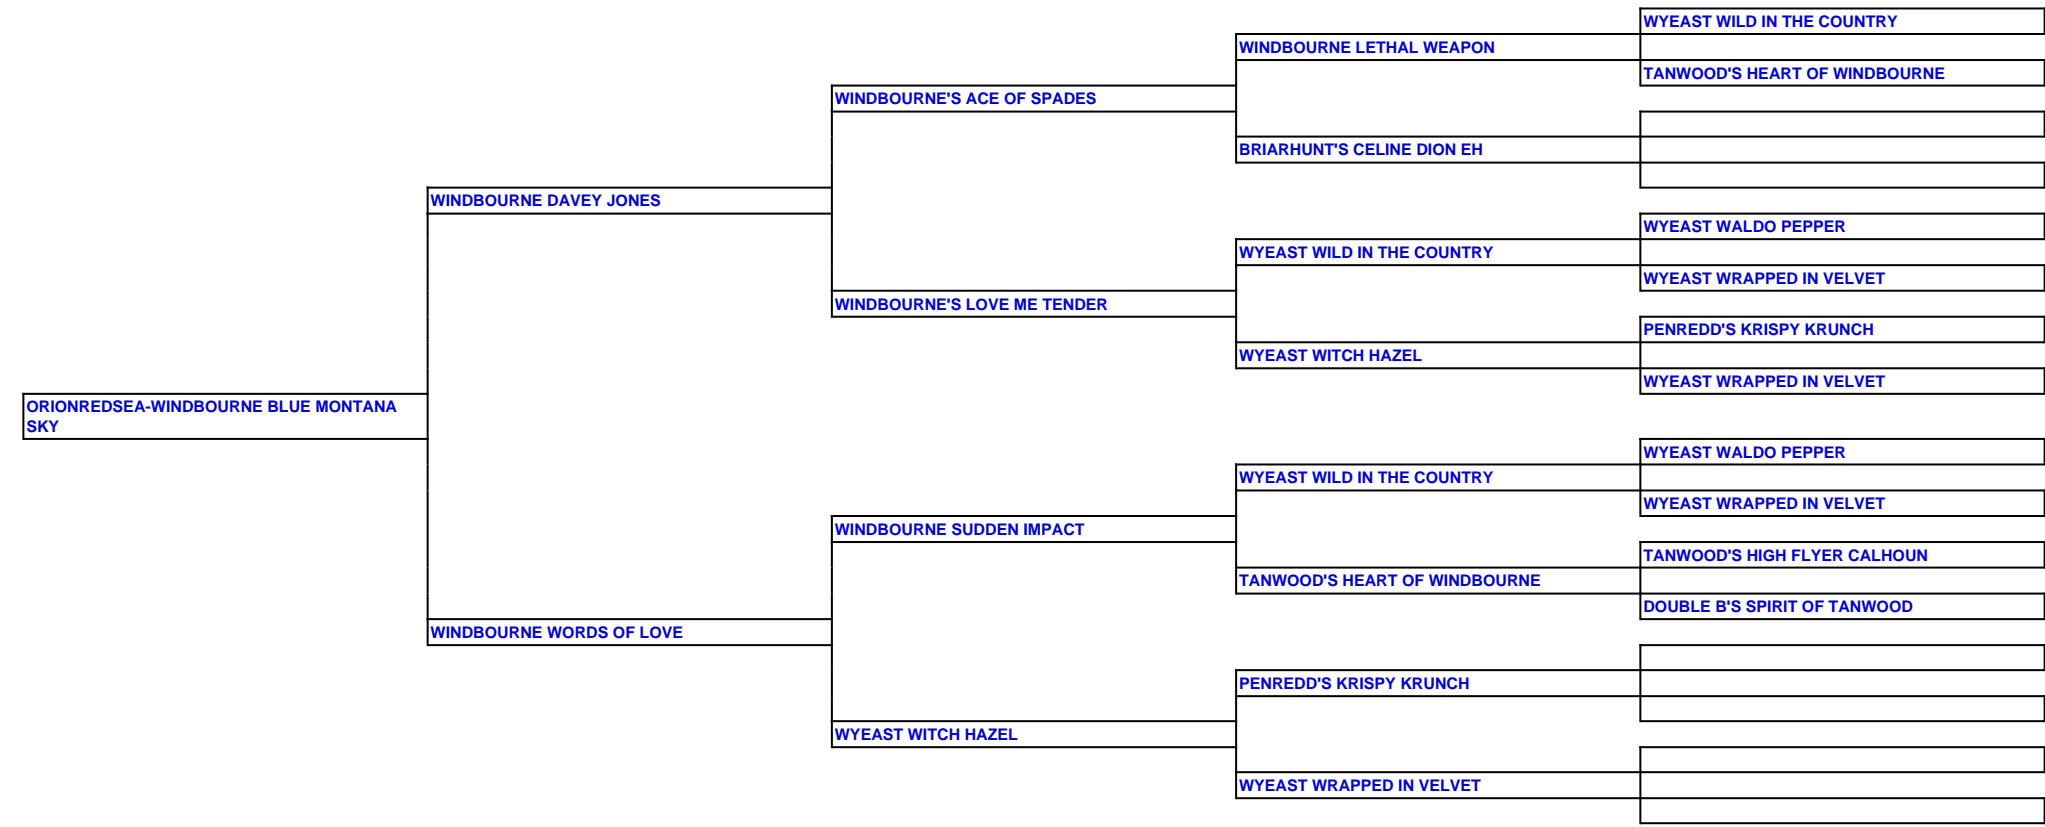 WYEAST WILD IN THE COUNTRY
WINDBOURNE LETHAL WEAPON
TANWOOD'S HEART OF WINDBOURNE
WINDBOURNE'S ACE OF SPADES
BRIARHUNT'S CELINE DION EH
WINDBOURNE DAVEY JONES
WYEAST WALDO PEPPER
WYEAST WILD IN THE COUNTRY
WYEAST WRAPPED IN VELVET
WINDBOURNE'S LOVE ME TENDER
PENREDD'S KRISPY KRUNCH
WYEAST WITCH HAZEL
WYEAST WRAPPED IN VELVET
ORIONREDSEA-WINDBOURNE BLUE MONTANA
SKY
WYEAST WALDO PEPPER
WYEAST WILD IN THE COUNTRY
WYEAST WRAPPED IN VELVET
WINDBOURNE SUDDEN IMPACT
TANWOOD'S HIGH FLYER CALHOUN
TANWOOD'S HEART OF WINDBOURNE
DOUBLE B'S SPIRIT OF TANWOOD
WINDBOURNE WORDS OF LOVE
PENREDD'S KRISPY KRUNCH
WYEAST WITCH HAZEL
WYEAST WRAPPED IN VELVET